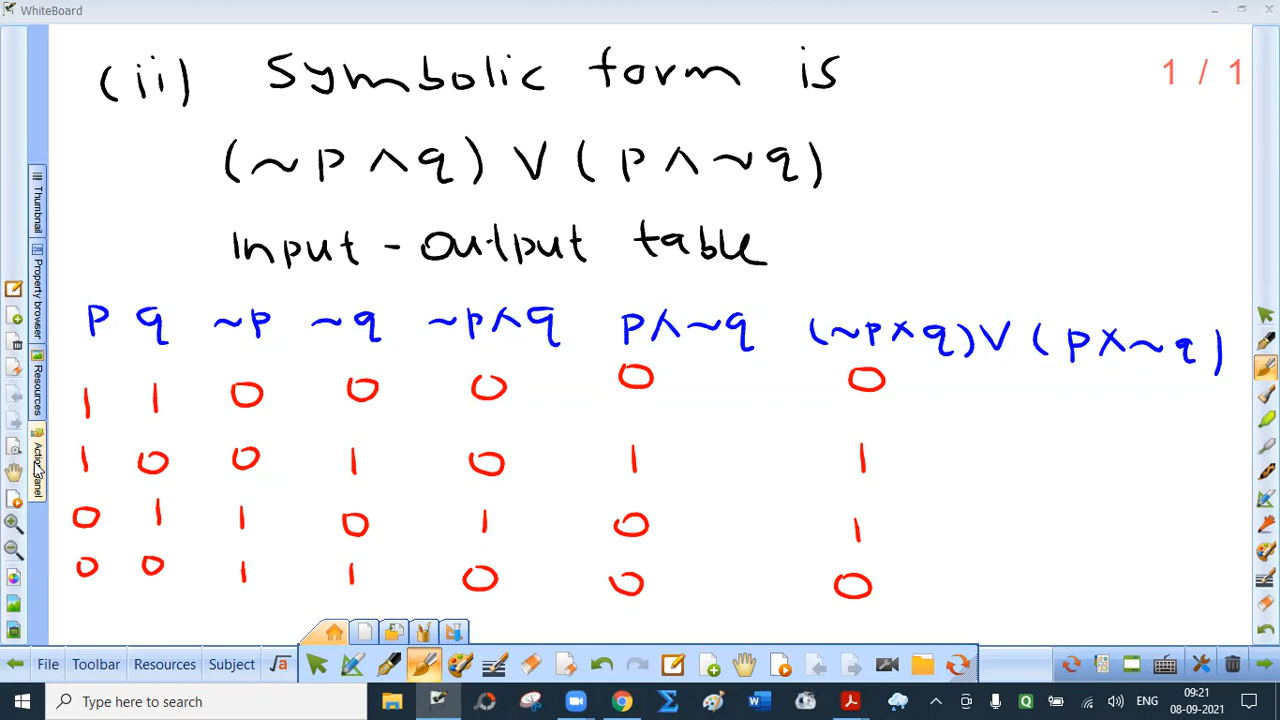 WhiteBoard
(ii) Symbolic form is
1 / 1
(~p ∧ q) ∨ (p ∧ ~q)
Input - Output table
p q ~p ~q ~p∧q p∧~q (~p∧q)∨(p∧~q)
1 1 0 0 0 0 0
1 0 0 1 0 1 1
0 1 1 0 1 0 1
0 0 1 1 0 0 0
Thumbnail
Property browser
Resources
Action Panel
File Toolbar Resources Subject √a
Type here to search
ENG
09:21
08-09-2021